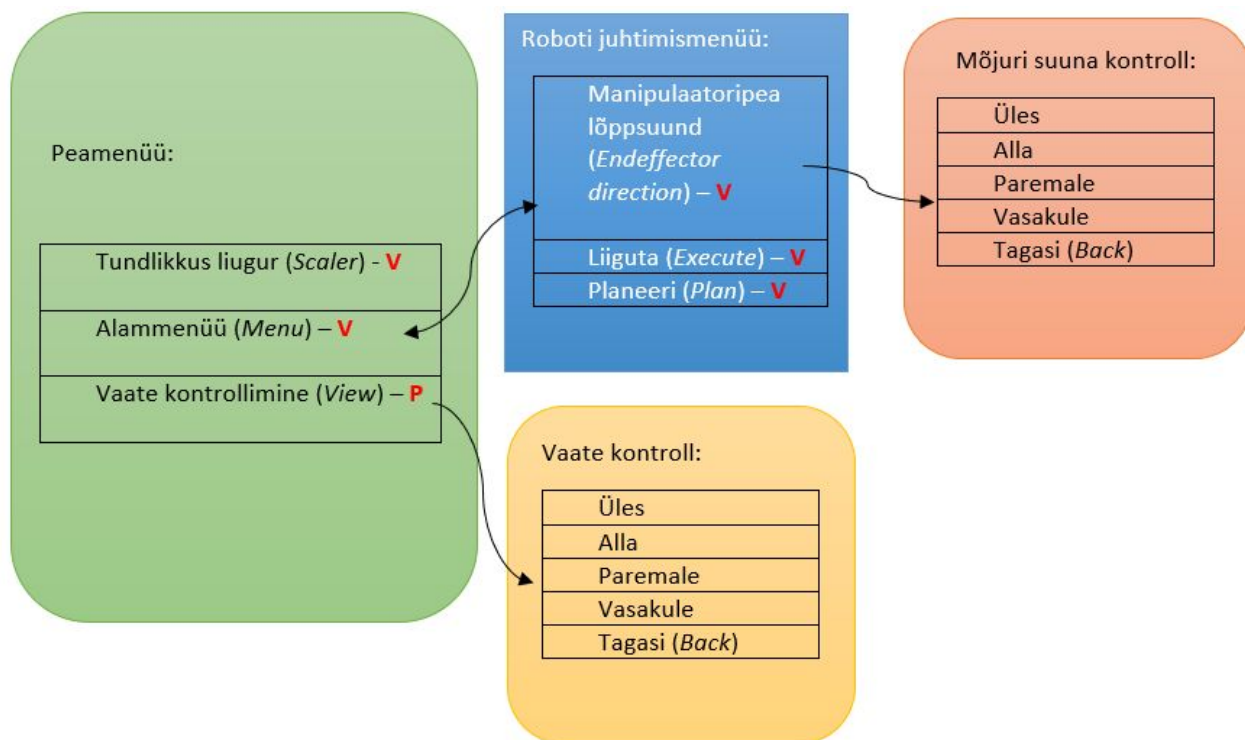 Peamenüü:
Tundlikkus liugur (Scaler) - V
Alammenüü (Menu) – V
Vaate kontrollimine (View) – P
Roboti juhtimismenüü:
Manipulaatoripea
lõppsuund
(Endeffector
direction) – V
Liiguta (Execute) – V
Planeeri (Plan) – V
Mõjuri suuna kontroll:
Üles
Alla
Paremale
Vasakule
Tagasi (Back)
Vaate kontroll:
Üles
Alla
Paremale
Vasakule
Tagasi (Back)